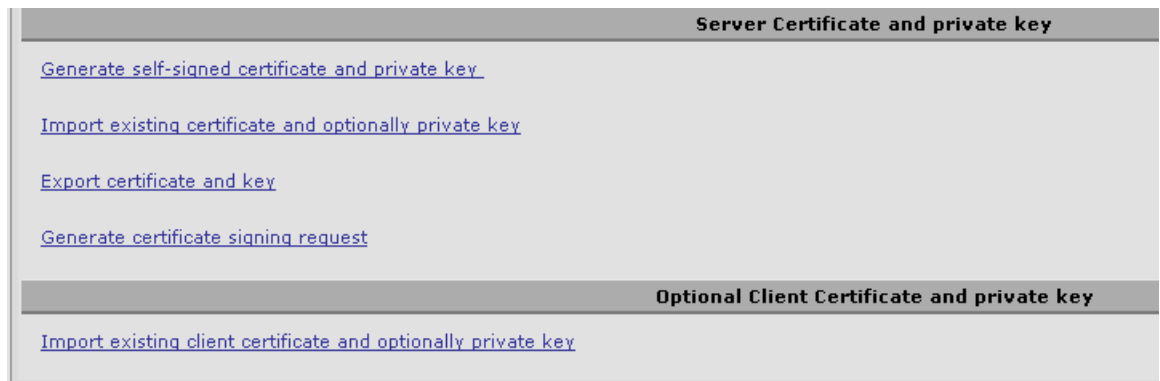 Server Certificate and private key
Generate self-signed certificate and private key
Import existing certificate and optionally private key
Export certificate and key
Generate certificate signing request
Optional Client Certificate and private key
Import existing client certificate and optionally private key